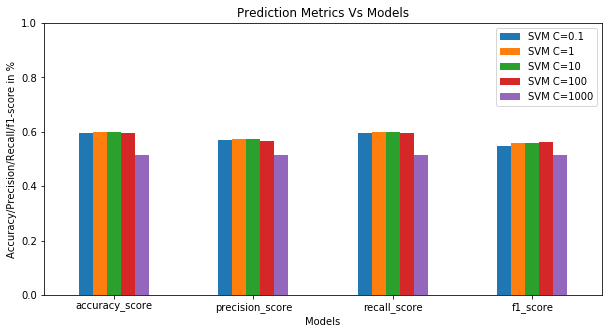 Prediction Metrics Vs Models
Accuracy/Precision/Recall/f1-score in %
1.0
0.8
0.6
0.4
0.2
0.0
SVM C=0.1
SVM C=1
SVM C=10
SVM C=100
SVM C=1000
accuracy_score
precision_score
recall_score
f1_score
Models